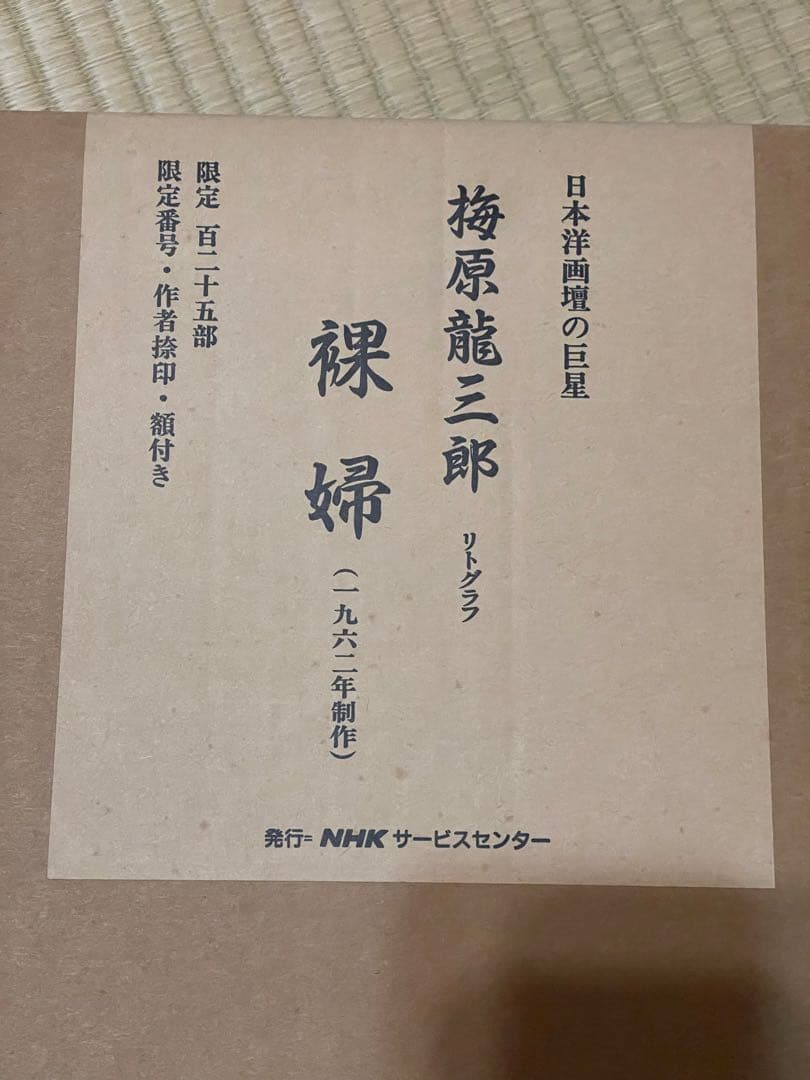 日本洋画壇の巨星
梅原龍三郎 リトグラフ
裸婦 (一九六二年制作)
限定 百二十五部
限定番号・作者捺印・額付き
発行= NHK サービスセンター